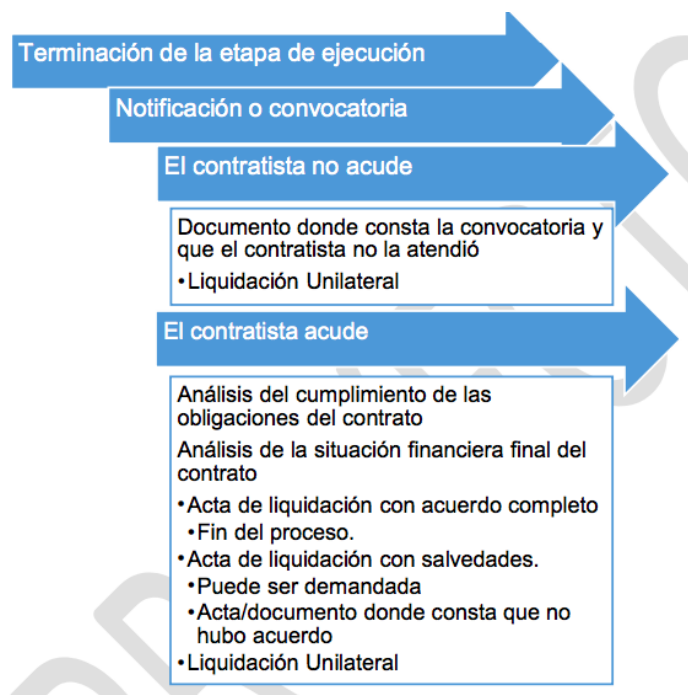 Terminación de la etapa de ejecución
Notificación o convocatoria
El contratista no acude
Documento donde consta la convocatoria y
que el contratista no la atendió
•Liquidación Unilateral
El contratista acude
Análisis del cumplimiento de las
obligaciones del contrato
Análisis de la situación financiera final del
contrato
•Acta de liquidación con acuerdo completo
•Fin del proceso.
•Acta de liquidación con salvedades.
•Puede ser demandada
•Acta/documento donde consta que no
hubo acuerdo
•Liquidación Unilateral